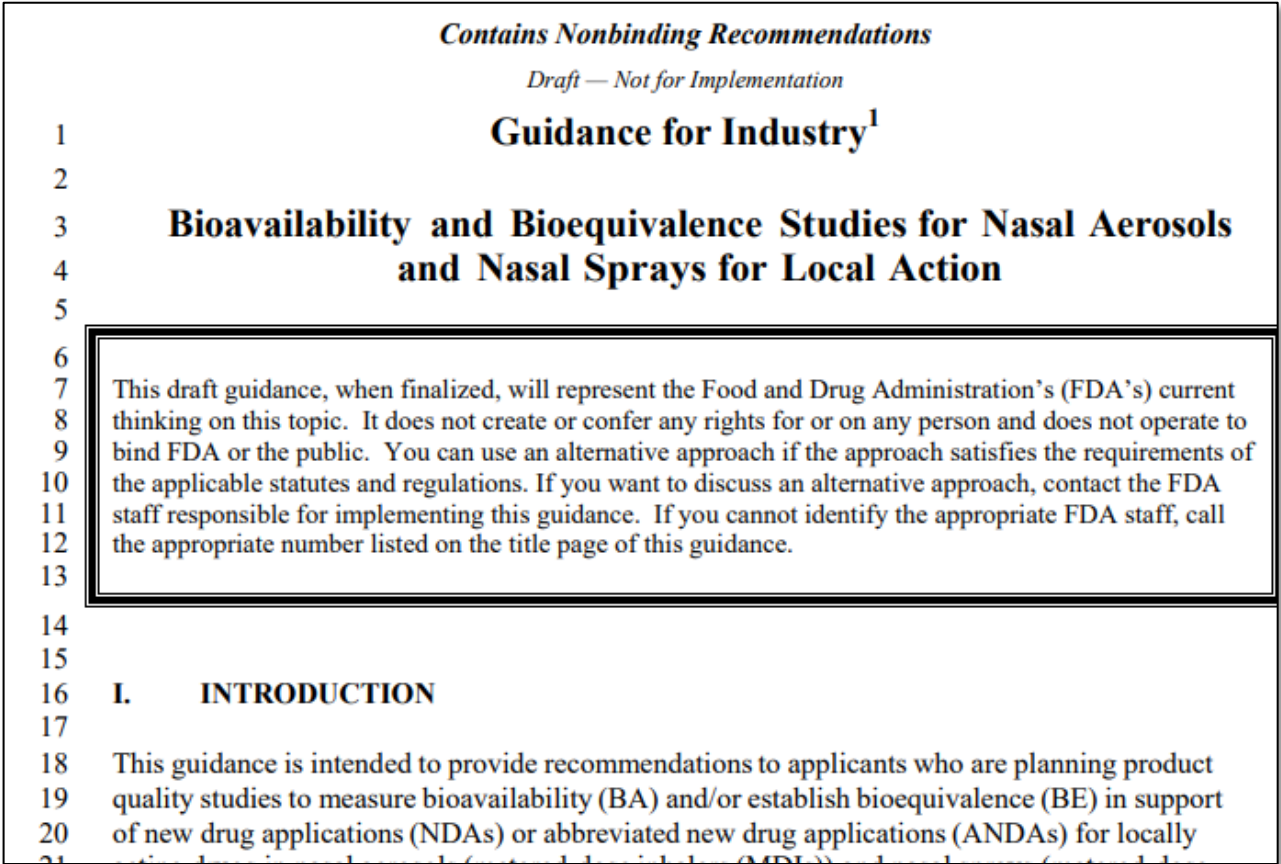 Contains Nonbinding Recommendations
Draft — Not for Implementation
1 Guidance for Industry1
2
3 Bioavailability and Bioequivalence Studies for Nasal Aerosols
4 and Nasal Sprays for Local Action
5
6
7 This draft guidance, when finalized, will represent the Food and Drug Administration's (FDA's) current
8 thinking on this topic. It does not create or confer any rights for or on any person and does not operate to
9 bind FDA or the public. You can use an alternative approach if the approach satisfies the requirements of
10 the applicable statutes and regulations. If you want to discuss an alternative approach, contact the FDA
11 staff responsible for implementing this guidance. If you cannot identify the appropriate FDA staff, call
12 the appropriate number listed on the title page of this guidance.
13
14
15
16 I. INTRODUCTION
17
18 This guidance is intended to provide recommendations to applicants who are planning product
19 quality studies to measure bioavailability (BA) and/or establish bioequivalence (BE) in support
20 of new drug applications (NDAs) or abbreviated new drug applications (ANDAs) for locally